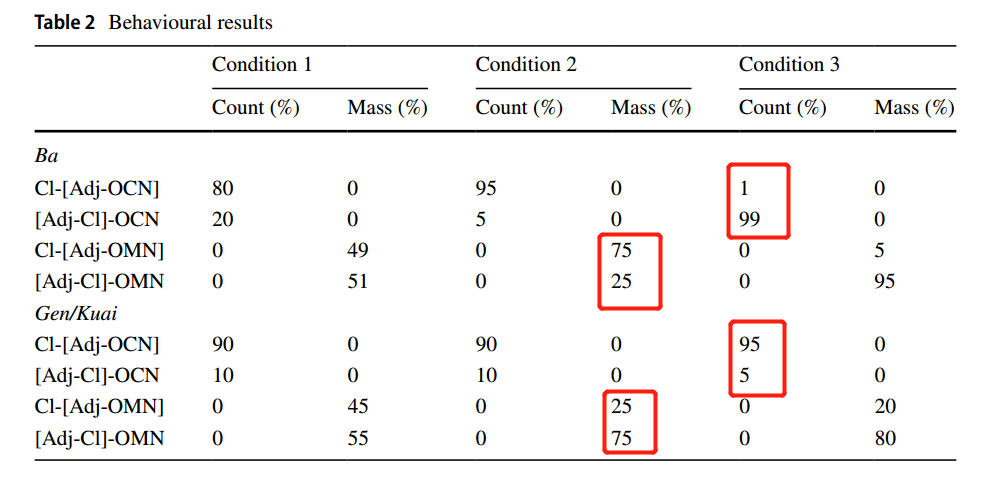 Table 2 Behavioural results
Condition 1 Condition 2 Condition 3
Count (%) Mass (%) Count (%) Mass (%) Count (%) Mass (%)
Ba
Cl-[Adj-OCN] 80 0 95 0 1 0
[Adj-Cl]-OCN 20 0 5 0 99 0
Cl-[Adj-OMN] 0 49 0 75 0 5
[Adj-Cl]-OMN 0 51 0 25 0 95
Gen/Kuai
Cl-[Adj-OCN] 90 0 90 0 95 0
[Adj-Cl]-OCN 10 0 10 0 5 0
Cl-[Adj-OMN] 0 45 0 25 0 20
[Adj-Cl]-OMN 0 55 0 75 0 80